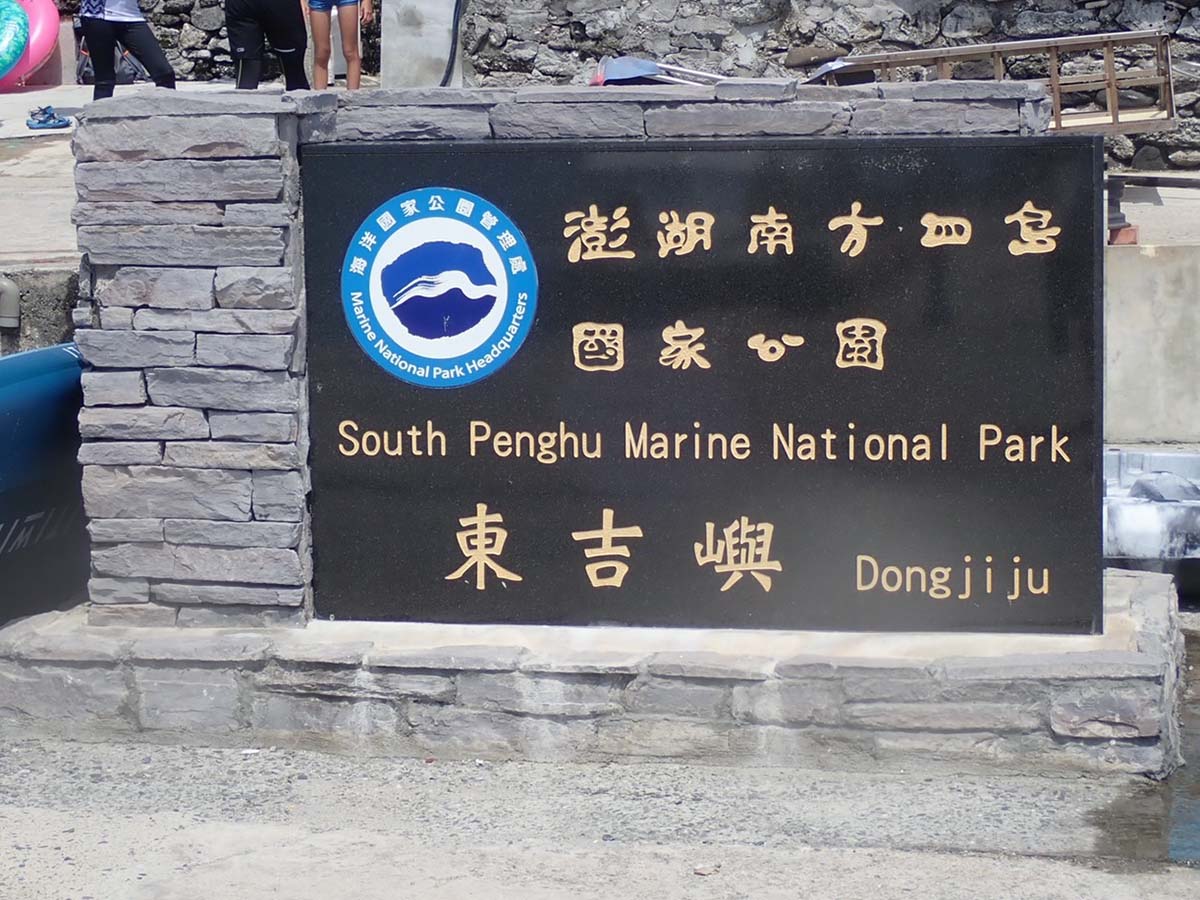 海洋國家公園管理處
Marine National Park Headquarters
澎湖南方四島
國家公園
South Penghu Marine National Park
東吉嶼 Dongjiju